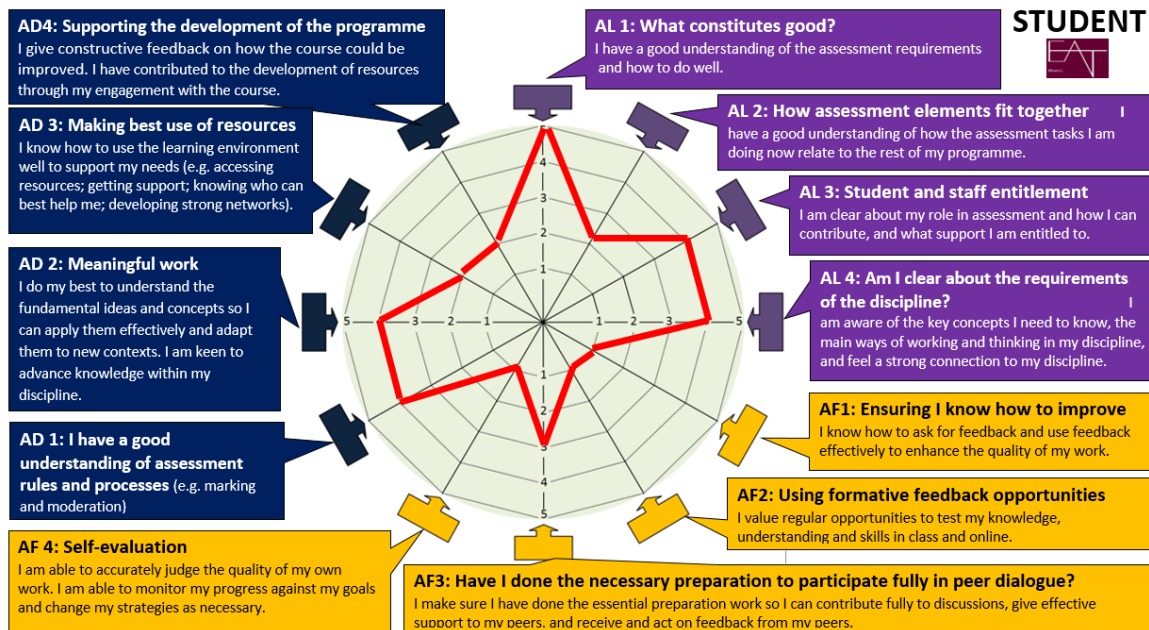 AD4: Supporting the development of the programme
I give constructive feedback on how the course could be
improved. I have contributed to the development of resources
through my engagement with the course.
AD 3: Making best use of resources
I know how to use the learning environment
well to support my needs (e.g. accessing
resources; getting support; knowing who can
best help me; developing strong networks).
AD 2: Meaningful work
I do my best to understand the
fundamental ideas and concepts so I
can apply them effectively and adapt
them to new contexts. I am keen to
advance knowledge within my
discipline.
AD 1: I have a good
understanding of assessment
rules and processes (e.g. marking
and moderation)
AF 4: Self-evaluation
I am able to accurately judge the quality of my own
work. I am able to monitor my progress against my goals
and change my strategies as necessary.
STUDENT
EAT
AL 1: What constitutes good?
I have a good understanding of the assessment requirements
and how to do well.
AL 2: How assessment elements fit together I
have a good understanding of how the assessment tasks I am
doing now relate to the rest of my programme.
AL 3: Student and staff entitlement
I am clear about my role in assessment and how I can
contribute, and what support I am entitled to.
AL 4: Am I clear about the requirements
of the discipline? I
am aware of the key concepts I need to know, the
main ways of working and thinking in my discipline,
and feel a strong connection to my discipline.
AF1: Ensuring I know how to improve
I know how to ask for feedback and use feedback
effectively to enhance the quality of my work.
AF2: Using formative feedback opportunities
I value regular opportunities to test my knowledge,
understanding and skills in class and online.
AF3: Have I done the necessary preparation to participate fully in peer dialogue?
I make sure I have done the essential preparation work so I can contribute fully to discussions, give effective
support to my peers, and receive and act on feedback from my peers.
5
4
3
2
1
5 3 2 1 1 2 3 5
1
2
3
4
5